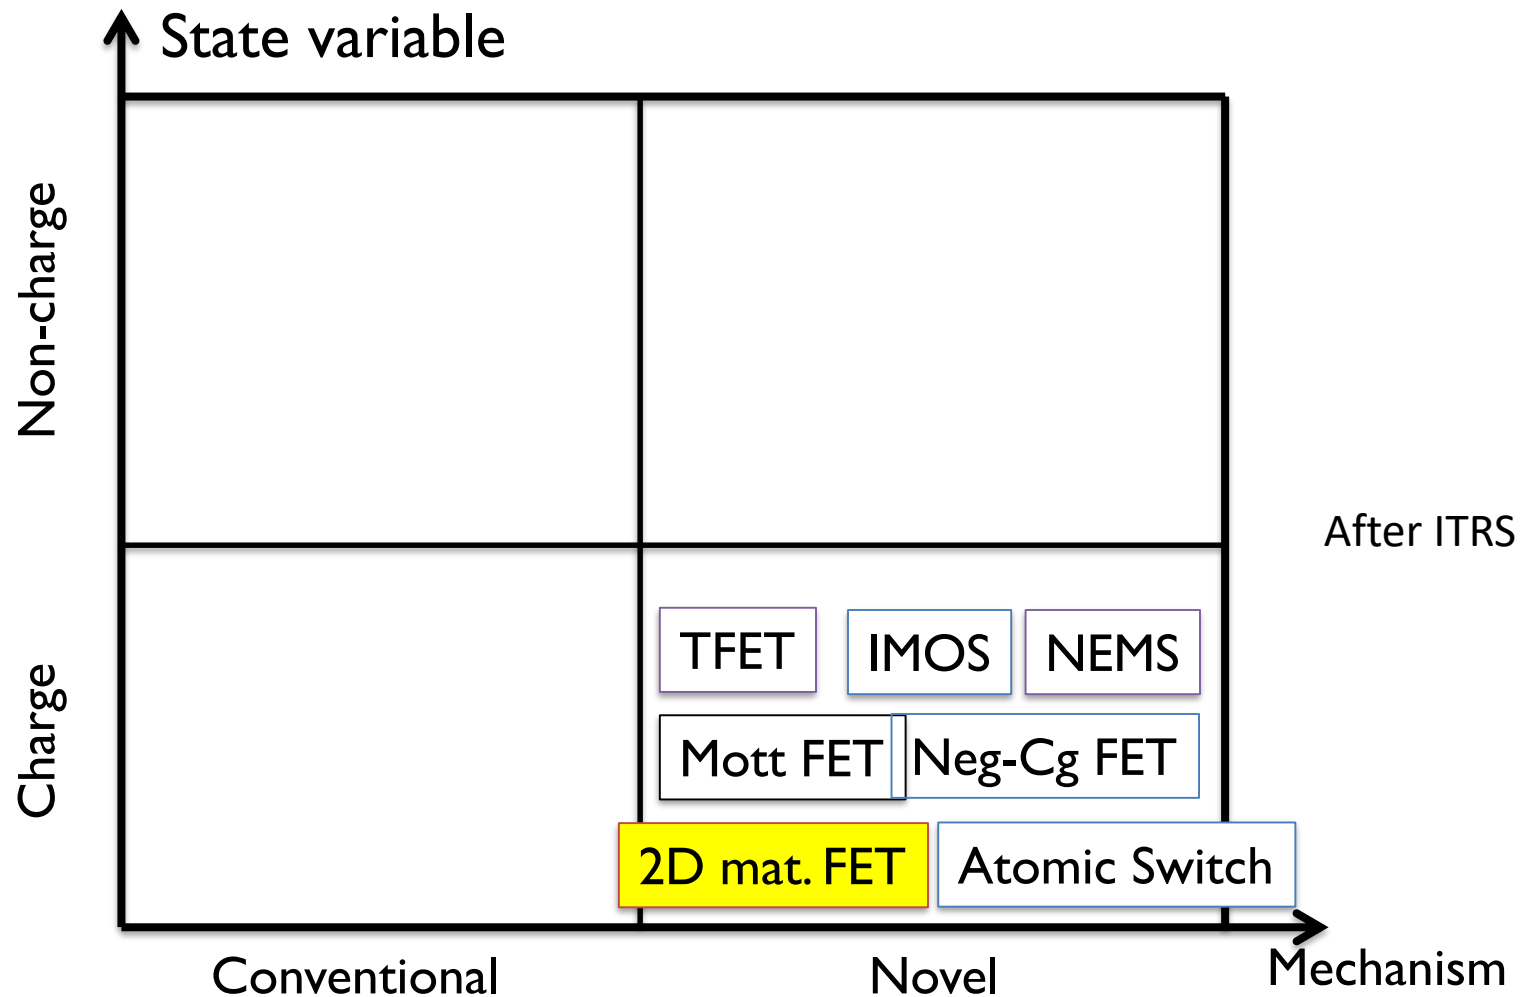 State variable
Non-charge
After ITRS
TFET
IMOS
NEMS
Charge
Mott FET
Neg-Cg FET
2D mat. FET
Atomic Switch
Conventional
Novel
Mechanism